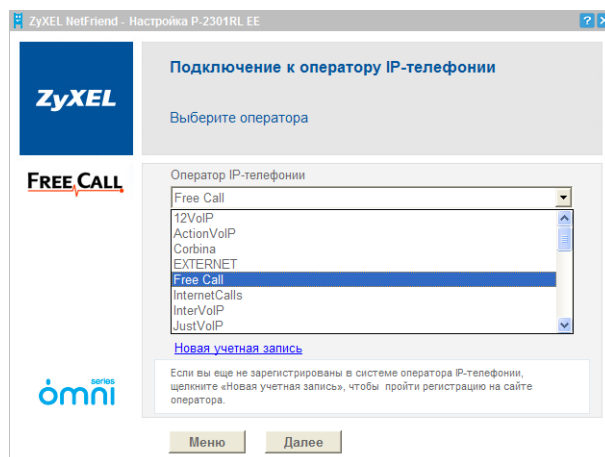 ZyXEL NetFriend - Настройка P-2301RL EE
ZyXEL
Подключение к оператору IP-телефонии
Выберите оператора
FREE CALL
Оператор IP-телефонии
Free Call
12VoIP
ActionVoIP
Corbina
EXTERNET
Free Call
InternetCalls
InterVoIP
JustVoIP
Новая учетная запись
Если вы еще не зарегистрированы в системе оператора IP-телефонии,
щелкните «Новая учетная запись», чтобы пройти регистрацию на сайте
оператора.
omni series
Меню
Далее